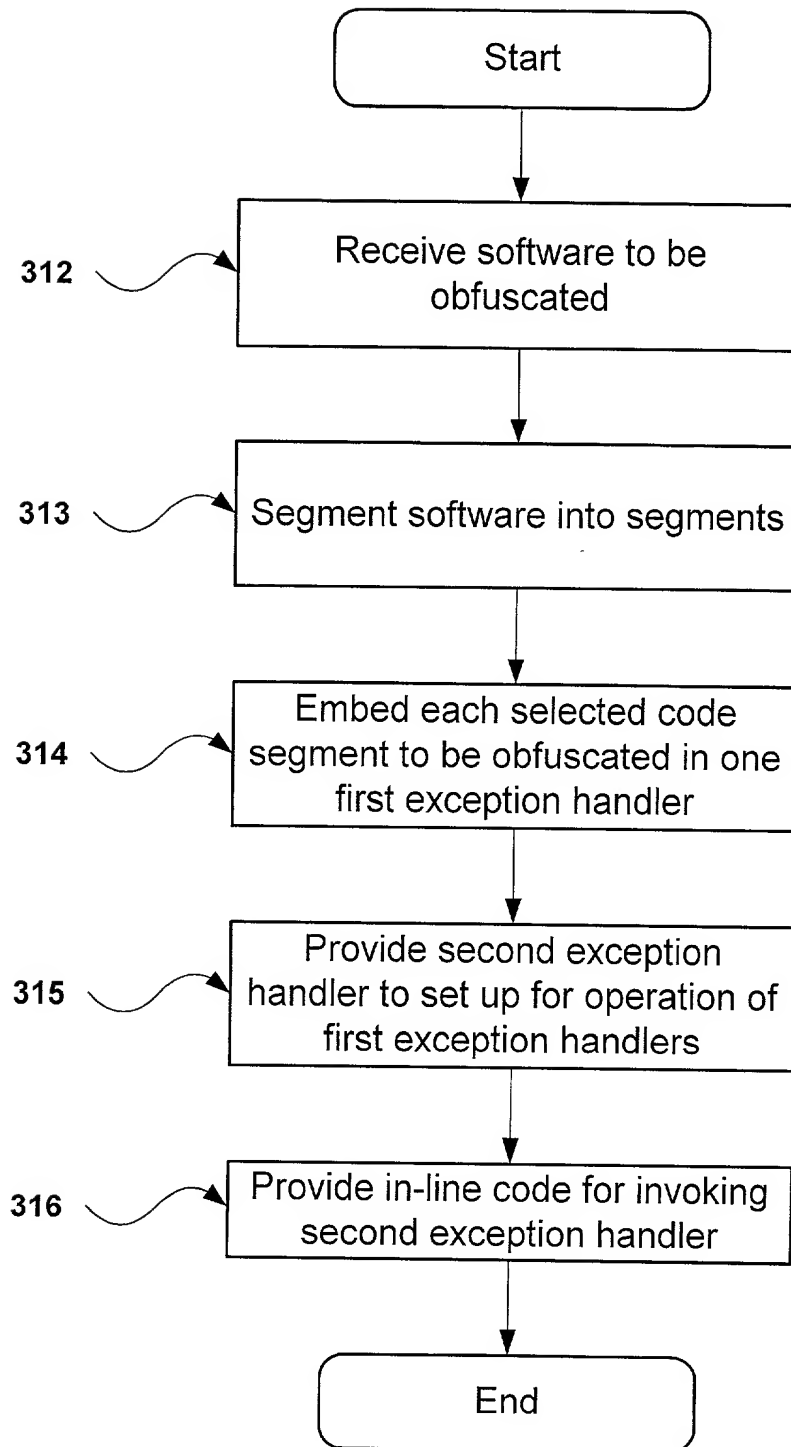 Start
312
Receive software to be
obfuscated
313
Segment software into segments
314
Embed each selected code
segment to be obfuscated in one
first exception handler
315
Provide second exception
handler to set up for operation of
first exception handlers
316
Provide in-line code for invoking
second exception handler
End